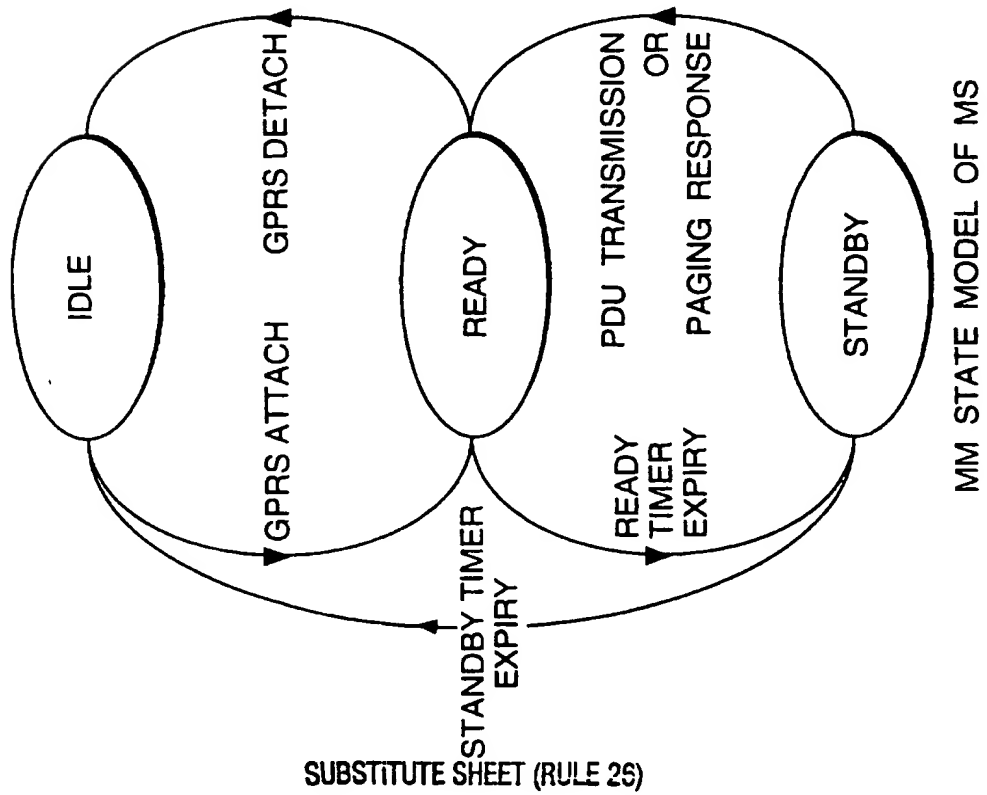 IDLE
GPRS ATTACH
GPRS DETACH
READY
STANDBY TIMER
EXPIRY
READY
TIMER
EXPIRY
PDU TRANSMISSION
OR
PAGING RESPONSE
STANDBY
MM STATE MODEL OF MS
SUBSTITUTE SHEET (RULE 26)